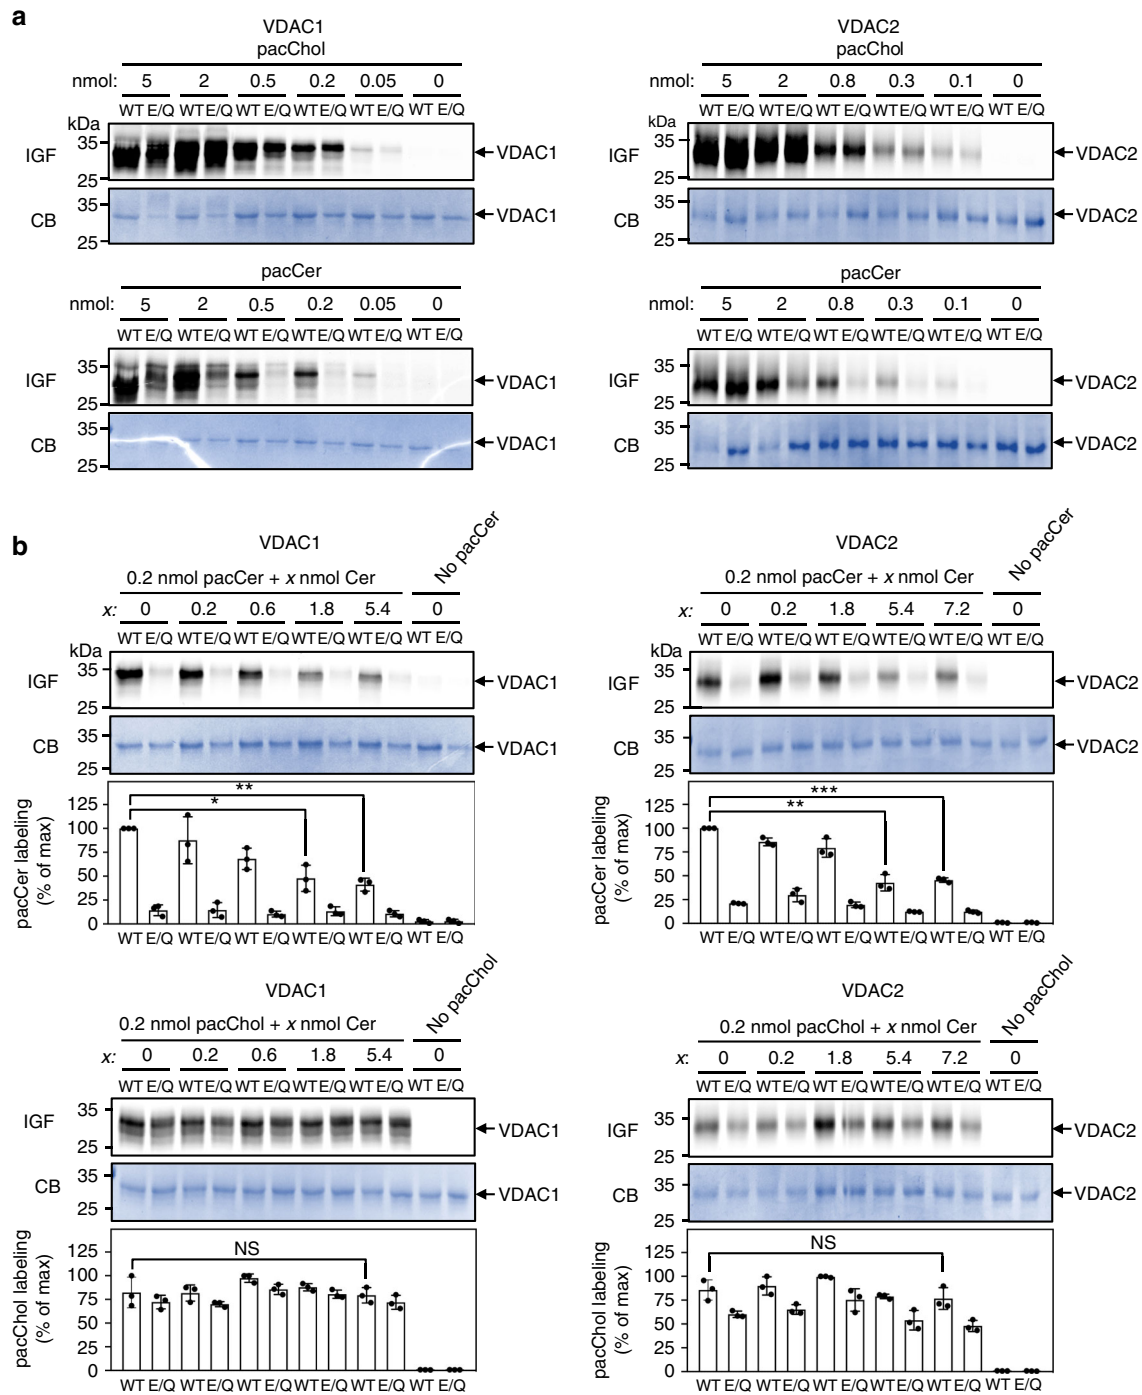 a
VDAC1
pacChol
nmol: 5 2 0.5 0.2 0.05 0
WT E/Q WT E/Q WT E/Q WT E/Q WT E/Q WT E/Q
kDa
IGF 35 25 VDAC1
CB 35 25 VDAC1
pacCer
nmol: 5 2 0.5 0.2 0.05 0
WT E/Q WT E/Q WT E/Q WT E/Q WT E/Q WT E/Q
IGF 35 25 VDAC1
CB 35 25 VDAC1
VDAC2
pacChol
nmol: 5 2 0.8 0.3 0.1 0
WT E/Q WT E/Q WT E/Q WT E/Q WT E/Q WT E/Q
kDa
IGF 35 25 VDAC2
CB 35 25 VDAC2
pacCer
nmol: 5 2 0.8 0.3 0.1 0
WT E/Q WT E/Q WT E/Q WT E/Q WT E/Q WT E/Q
IGF 35 25 VDAC2
CB 35 25 VDAC2
b
VDAC1
No pacCer
0.2 nmol pacCer + x nmol Cer
x: 0 0.2 0.6 1.8 5.4 0
WT E/Q WT E/Q WT E/Q WT E/Q WT E/Q WT E/Q
kDa
IGF 35 25 VDAC1
CB 35 25 VDAC1
pacCer labeling
(% of max)
125
100
75
50
25
0
**
*
WT E/Q WT E/Q WT E/Q WT E/Q WT E/Q WT E/Q
VDAC2
No pacCer
0.2 nmol pacCer + x nmol Cer
x: 0 0.2 1.8 5.4 7.2 0
WT E/Q WT E/Q WT E/Q WT E/Q WT E/Q WT E/Q
kDa
IGF 35 25 VDAC2
CB 35 25 VDAC2
pacCer labeling
(% of max)
125
100
75
50
25
0
***
**
WT E/Q WT E/Q WT E/Q WT E/Q WT E/Q WT E/Q
VDAC1
No pacChol
0.2 nmol pacChol + x nmol Cer
x: 0 0.2 0.6 1.8 5.4 0
WT E/Q WT E/Q WT E/Q WT E/Q WT E/Q WT E/Q
IGF 35 25 VDAC1
CB 35 25 VDAC1
pacChol labeling
(% of max)
125
100
75
50
25
0
NS
WT E/Q WT E/Q WT E/Q WT E/Q WT E/Q WT E/Q
VDAC2
No pacChol
0.2 nmol pacChol + x nmol Cer
x: 0 0.2 1.8 5.4 7.2 0
WT E/Q WT E/Q WT E/Q WT E/Q WT E/Q WT E/Q
IGF 35 25 VDAC2
CB 35 25 VDAC2
pacChol labeling
(% of max)
125
100
75
50
25
0
NS
WT E/Q WT E/Q WT E/Q WT E/Q WT E/Q WT E/Q